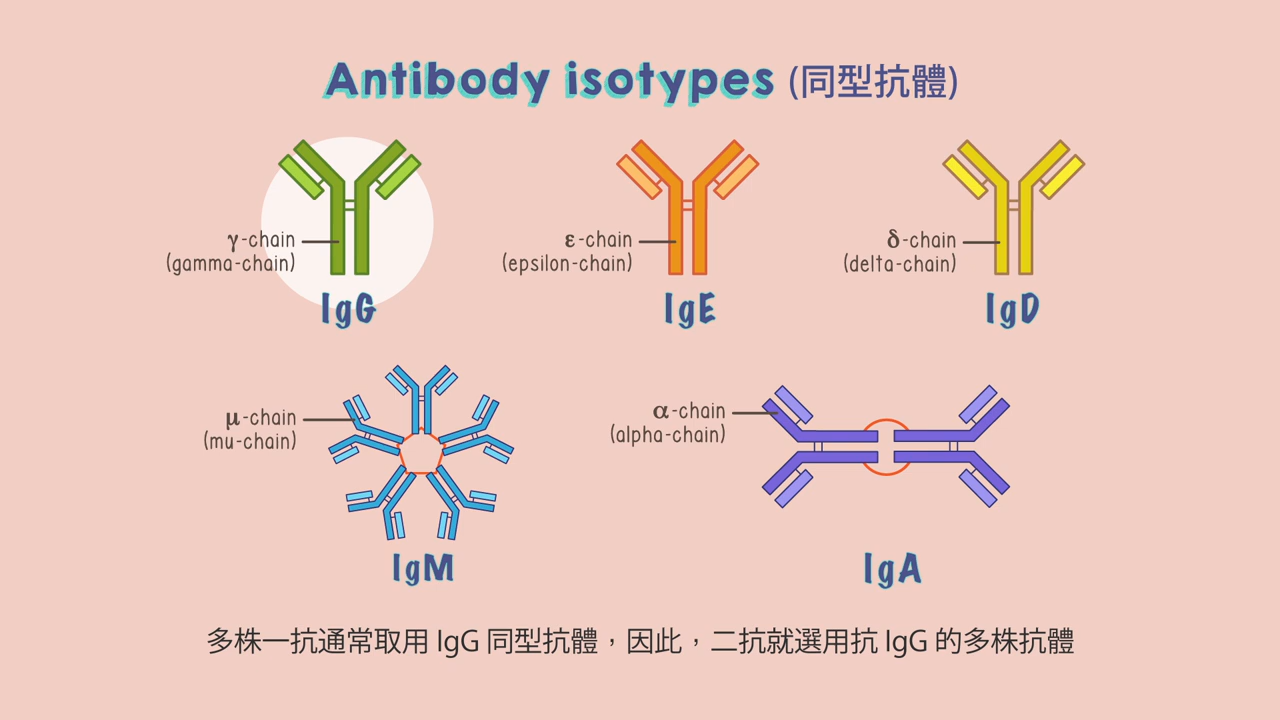 Antibody isotypes (同型抗體)
γ-chain
(gamma-chain)
IgG
ε-chain
(epsilon-chain)
IgE
δ-chain
(delta-chain)
IgD
μ-chain
(mu-chain)
IgM
α-chain
(alpha-chain)
IgA
多株一抗通常取用 IgG 同型抗體，因此，二抗就選用抗 IgG 的多株抗體